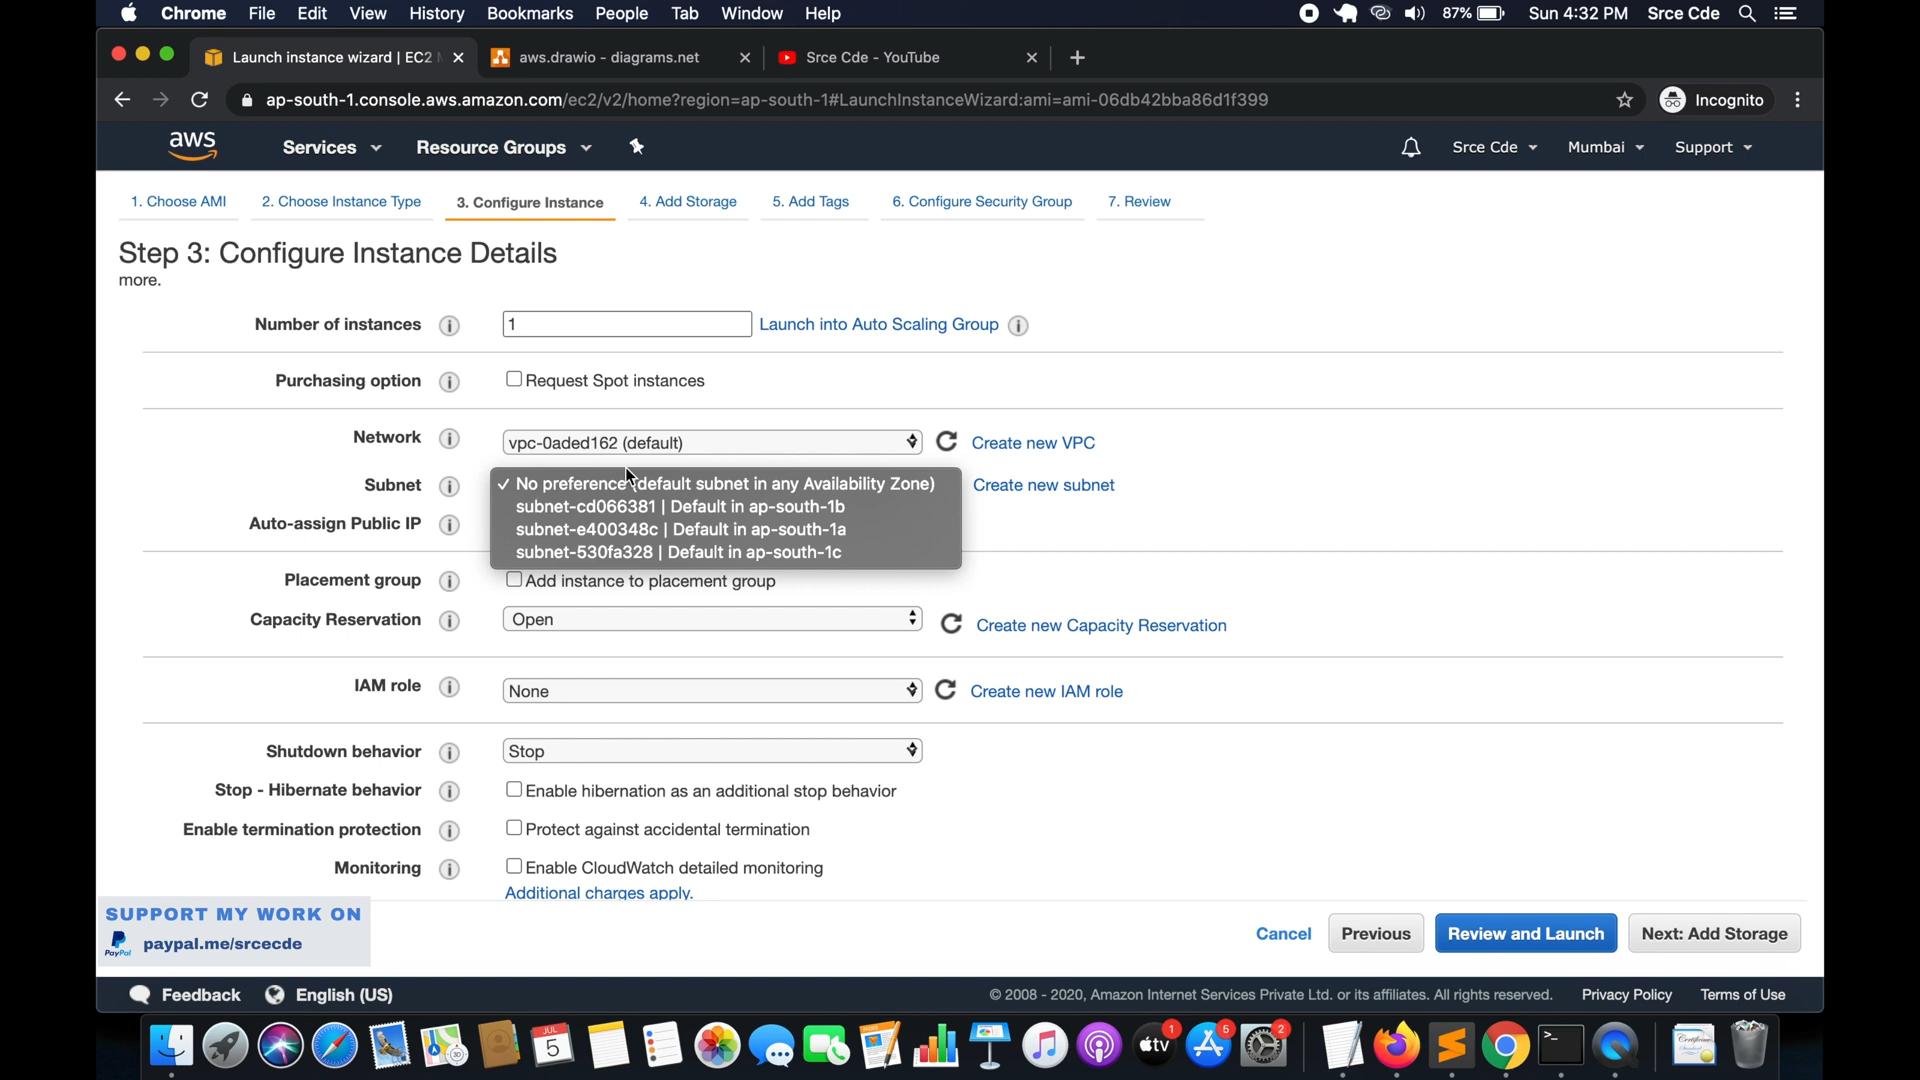 Chrome File Edit View History Bookmarks People Tab Window Help 87% Sun 4:32 PM Srce Cde
Launch instance wizard | EC2 M aws.drawio - diagrams.net Srce Cde - YouTube
ap-south-1.console.aws.amazon.com/ec2/v2/home?region=ap-south-1#LaunchInstanceWizard:ami=ami-06db42bba86d1f399 Incognito
aws Services Resource Groups Srce Cde Mumbai Support
1. Choose AMI 2. Choose Instance Type 3. Configure Instance 4. Add Storage 5. Add Tags 6. Configure Security Group 7. Review
Step 3: Configure Instance Details
more.
Number of instances 1 Launch into Auto Scaling Group
Purchasing option Request Spot instances
Network vpc-0aded162 (default) Create new VPC
Subnet No preference (default subnet in any Availability Zone) Create new subnet
subnet-cd066381 | Default in ap-south-1b
Auto-assign Public IP subnet-e400348c | Default in ap-south-1a
subnet-530fa328 | Default in ap-south-1c
Placement group Add instance to placement group
Capacity Reservation Open Create new Capacity Reservation
IAM role None Create new IAM role
Shutdown behavior Stop
Stop - Hibernate behavior Enable hibernation as an additional stop behavior
Enable termination protection Protect against accidental termination
Monitoring Enable CloudWatch detailed monitoring
Additional charges apply.
SUPPORT MY WORK ON
PayPal paypal.me/srcecde
Cancel Previous Review and Launch Next: Add Storage
Feedback English (US) © 2008 - 2020, Amazon Internet Services Private Ltd. or its affiliates. All rights reserved. Privacy Policy Terms of Use
JUL 5 tv 1 5 2